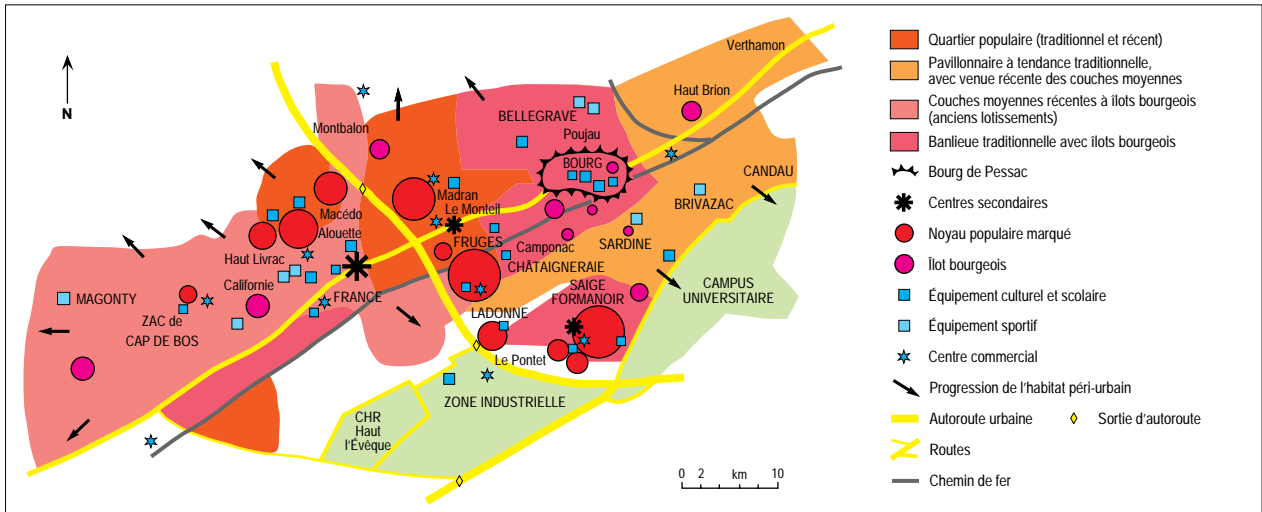 Verthamon
Haut Brion
BELLEGRAVE
Poujau
Montbalon
BOURG
CANDAU
N
Madran
Le Monteil
BRIVAZAC
Macédo
Alouette
FRUGES
Camponac
SARDINE
Haut Livrac
CHÂTAIGNERAIE
Californie
FRANCE
SAIGE
FORMANOIR
CAMPUS
UNIVERSITAIRE
MAGONTY
ZAC de
CAP DE BOS
LADONNE
Le Pontet
ZONE INDUSTRIELLE
CHR
Haut
l'Évêque
0 2 km 10
Quartier populaire (traditionnel et récent)
Pavillonnaire à tendance traditionnelle,
avec venue récente des couches moyennes
Couches moyennes récentes à îlots bourgeois
(anciens lotissements)
Banlieue traditionnelle avec îlots bourgeois
Bourg de Pessac
Centres secondaires
Noyau populaire marqué
Îlot bourgeois
Équipement culturel et scolaire
Équipement sportif
Centre commercial
Progression de l'habitat péri-urbain
Autoroute urbaine
Sortie d'autoroute
Routes
Chemin de fer